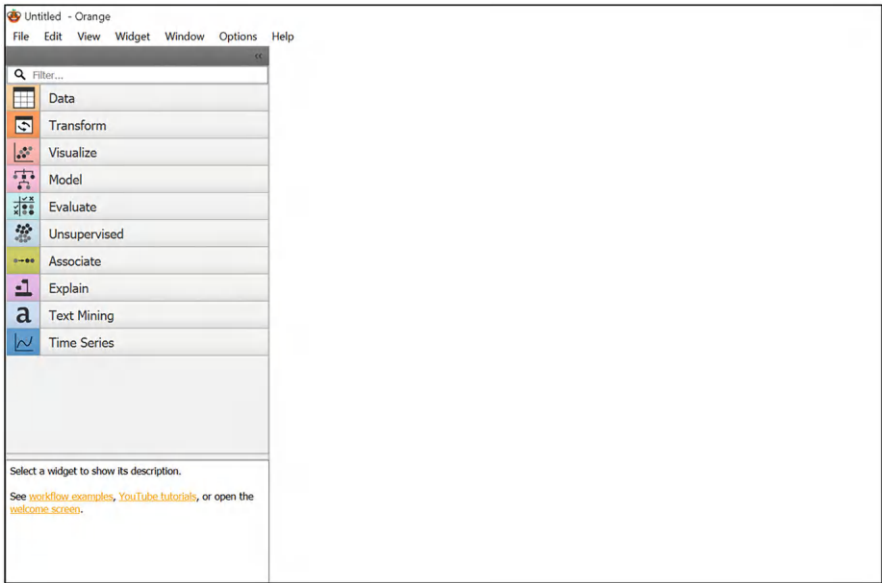 Untitled - Orange
File Edit View Widget Window Options Help
Filter...
Data
Transform
Visualize
Model
Evaluate
Unsupervised
Associate
Explain
a Text Mining
Time Series
Select a widget to show its description.
See workflow examples, YouTube tutorials, or open the
welcome screen.